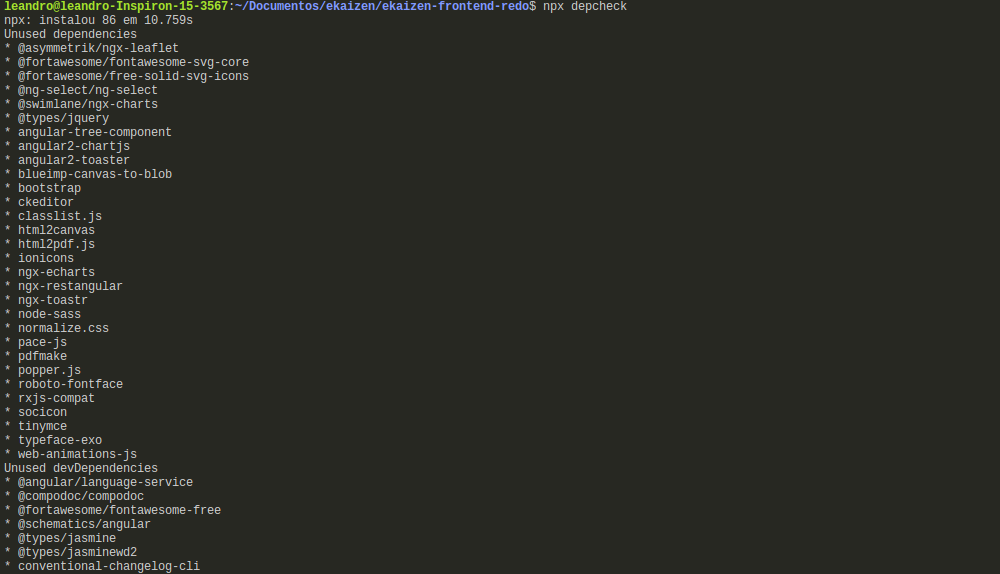 leandro@leandro-Inspiron-15-3567:~/Documentos/ekaizen/ekaizen-frontend-redo$ npx depcheck
npx: instalou 86 em 10.759s
Unused dependencies
* @asymmetrik/ngx-leaflet
* @fortawesome/fontawesome-svg-core
* @fortawesome/free-solid-svg-icons
* @ng-select/ng-select
* @swimlane/ngx-charts
* @types/jquery
* angular-tree-component
* angular2-chartjs
* angular2-toaster
* blueimp-canvas-to-blob
* bootstrap
* ckeditor
* classlist.js
* html2canvas
* html2pdf.js
* ionicons
* ngx-echarts
* ngx-restangular
* ngx-toastr
* node-sass
* normalize.css
* pace-js
* pdfmake
* popper.js
* roboto-fontface
* rxjs-compat
* socicon
* tinymce
* typeface-exo
* web-animations-js
Unused devDependencies
* @angular/language-service
* @compodoc/compodoc
* @fortawesome/fontawesome-free
* @schematics/angular
* @types/jasmine
* @types/jasminewd2
* conventional-changelog-cli